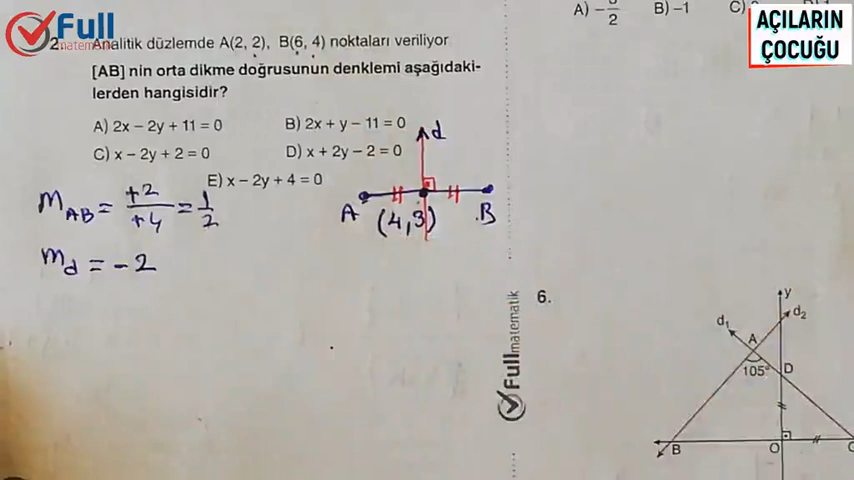 Full
matematik
2. Analitik düzlemde A(2, 2), B(6, 4) noktaları veriliyor
[AB] nin orta dikme doğrusunun denklemi aşağıdaki-
lerden hangisidir?
A) 2x – 2y + 11 = 0 B) 2x + y – 11 = 0
C) x – 2y + 2 = 0 D) x + 2y – 2 = 0
E) x – 2y + 4 = 0
d
A (4,3) B
m_AB = +2/+4 = 1/2
m_d = -2
B) –1
AÇILARIN
ÇOCUĞU
Fullmatematik
6.
y
d₁ d₂
A
105° D
B O C